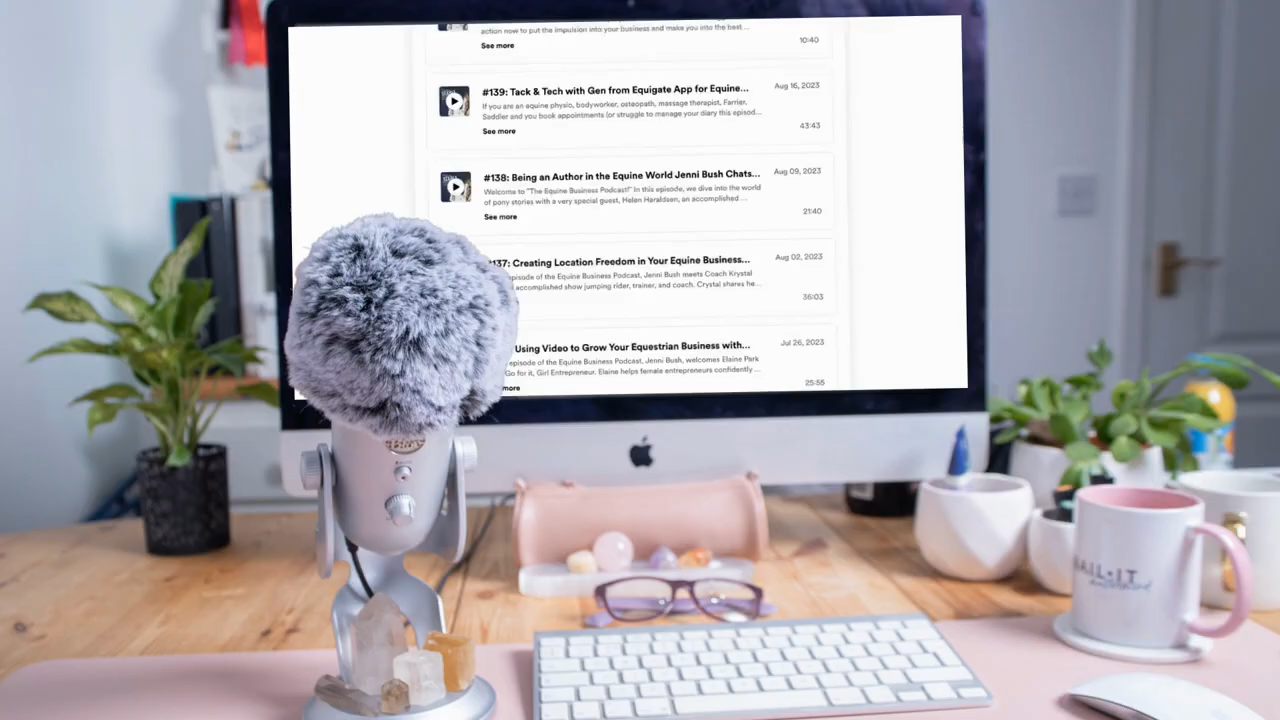 action now to put the impulsion into your business and make you into the best ...
See more
10:40
#139: Tack & Tech with Gen from Equigate App for Equine...
Aug 16, 2023
If you are an equine physio, bodyworker, osteopath, massage therapist, Farrier,
Saddler and you book appointments (or struggle to manage your diary this episod...
See more
43:43
#138: Being an Author in the Equine World Jenni Bush Chats...
Aug 09, 2023
Welcome to "The Equine Business Podcast!" In this episode, we dive into the world
of pony stories with a very special guest, Helen Haraldsen, an accomplished ...
See more
21:40
#137: Creating Location Freedom in Your Equine Business...
Aug 02, 2023
episode of the Equine Business Podcast, Jenni Bush meets Coach Krystal
accomplished show jumping rider, trainer, and coach. Crystal shares he...
36:03
Using Video to Grow Your Equestrian Business with...
Jul 26, 2023
episode of the Equine Business Podcast, Jenni Bush, welcomes Elaine Park
Go for it, Girl Entrepreneur. Elaine helps female entrepreneurs confidently ...
more
25:55
NAIL·IT